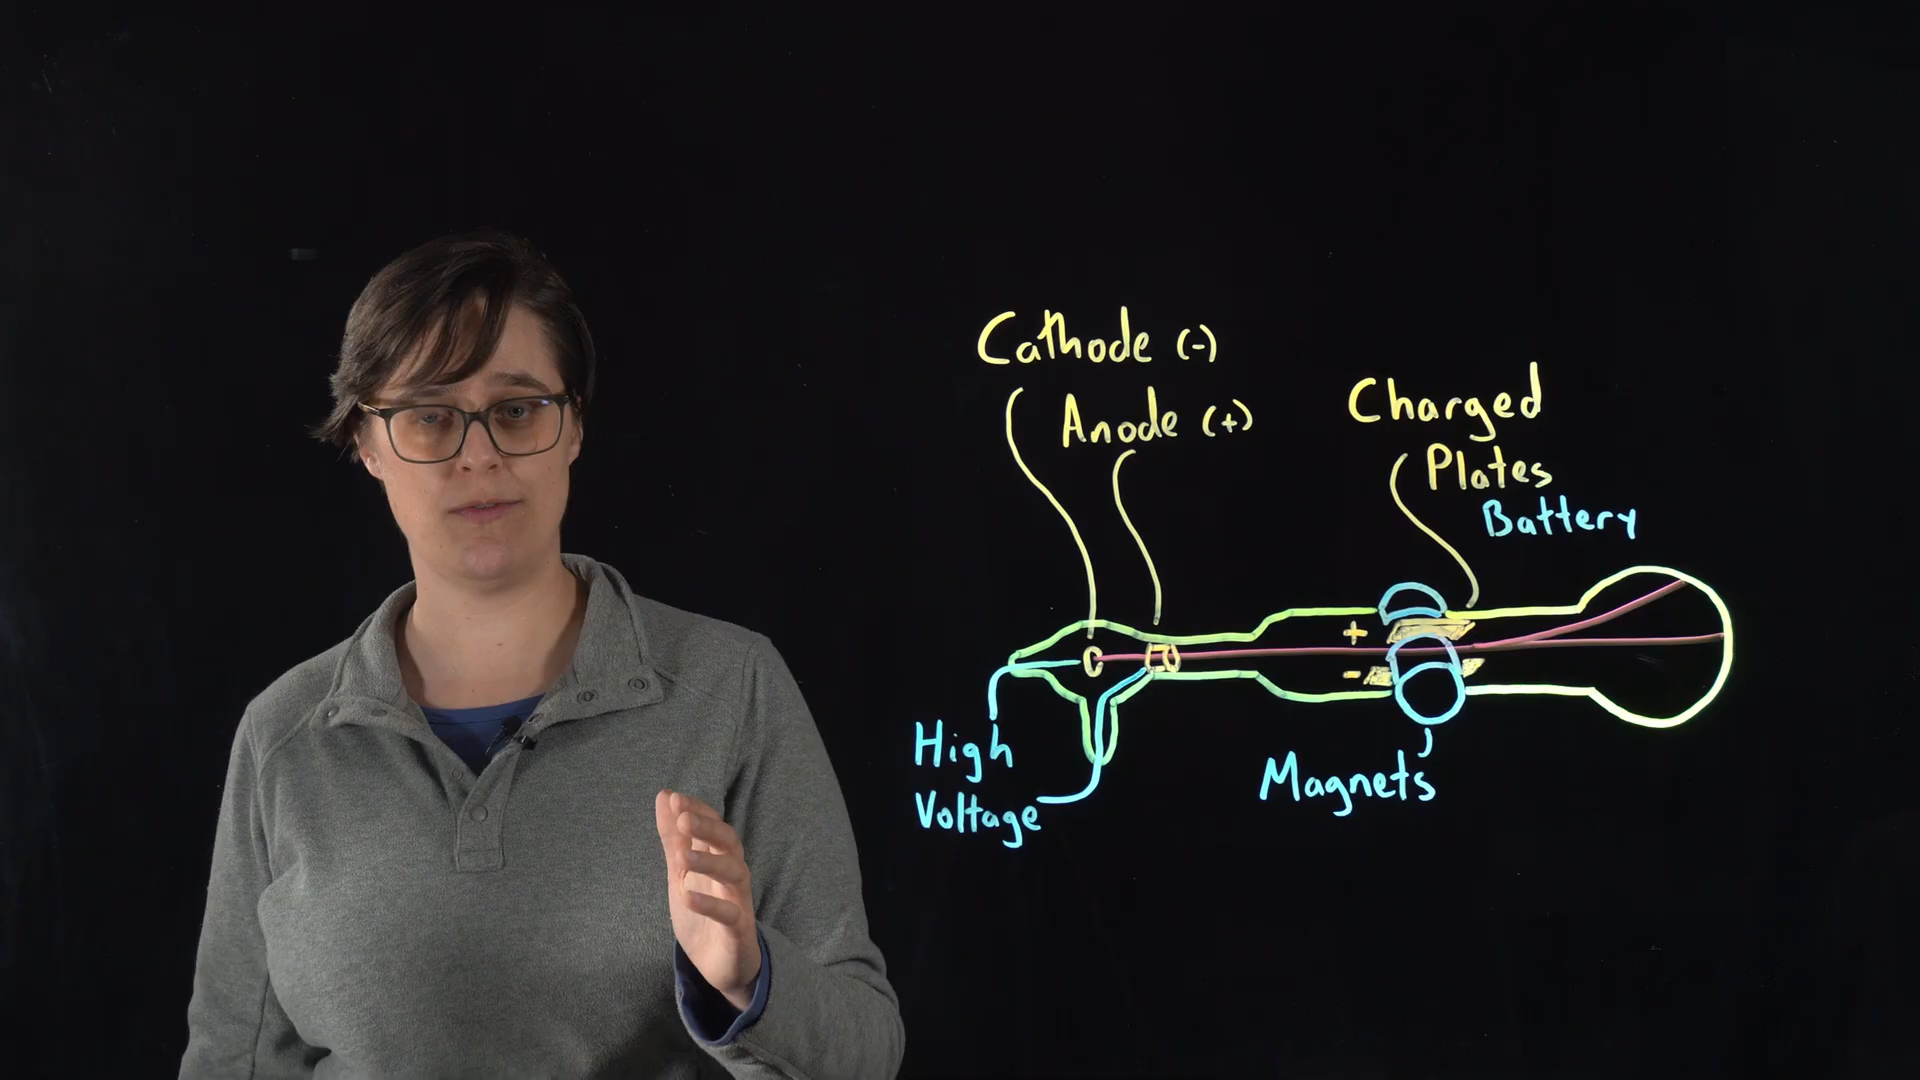 Cathode (-)
Anode (+)
Charged
Plates
Battery
+
-
C
High
Voltage
Magnets